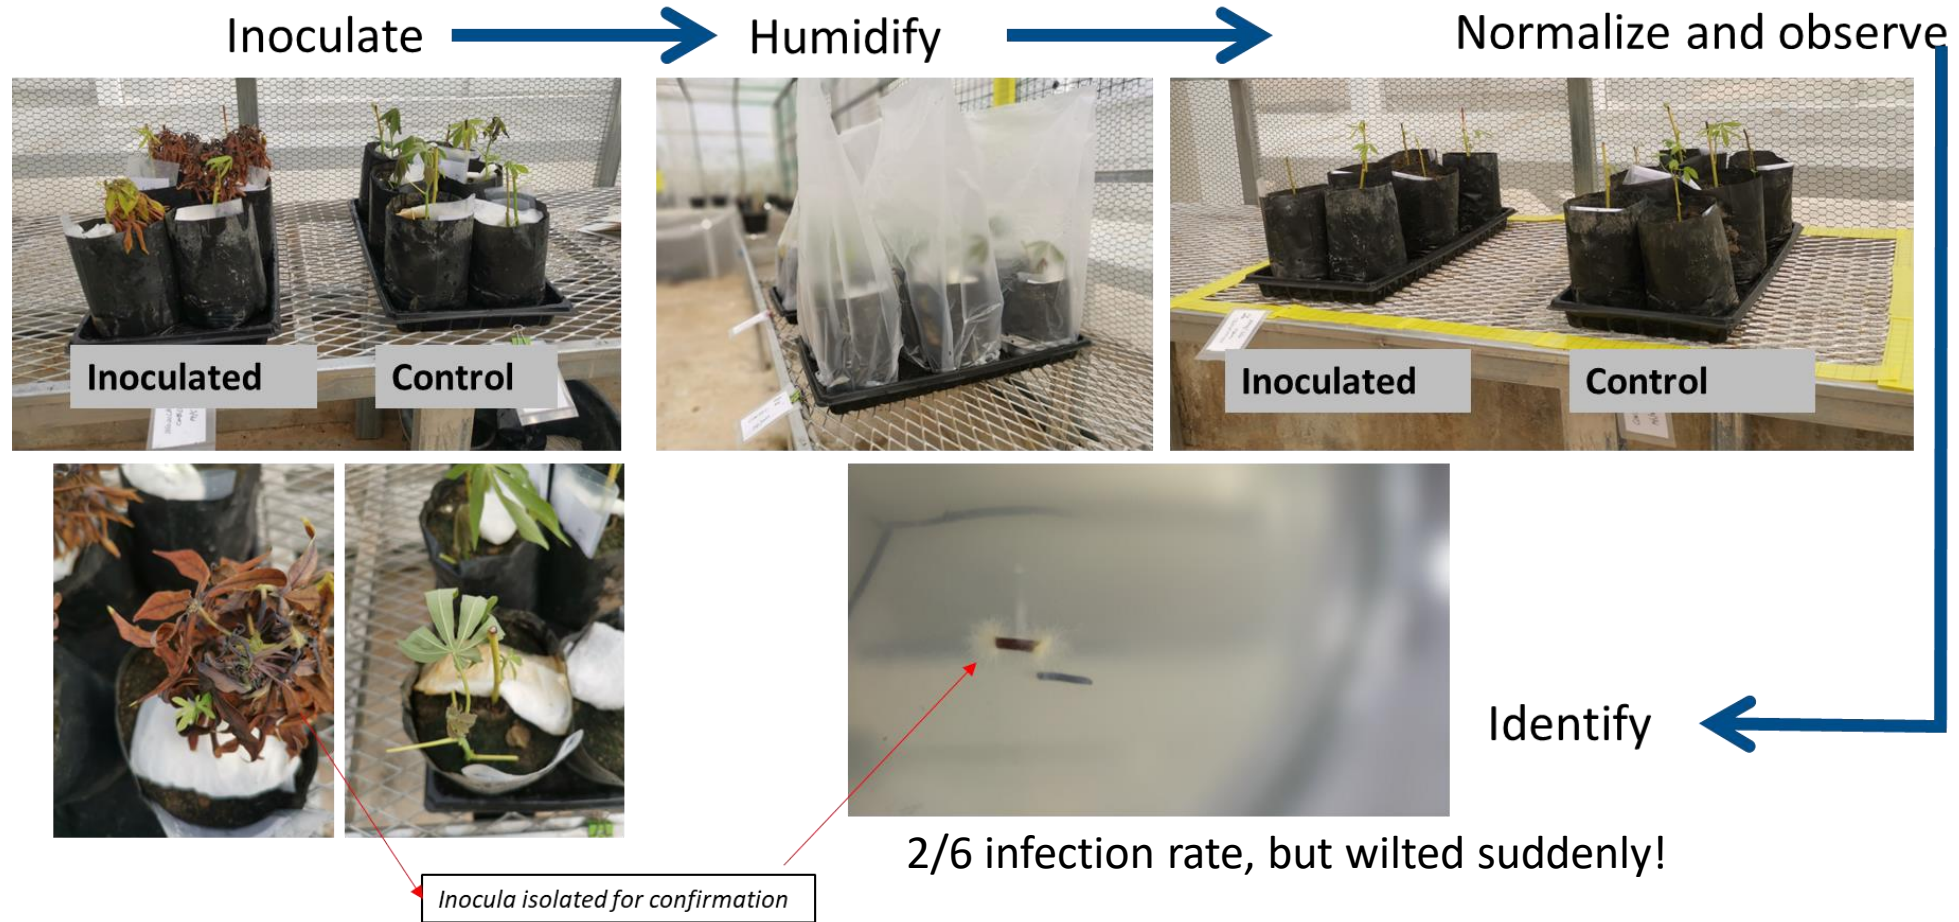 Inoculate
Humidify
Normalize and observe
Inoculated
Control
Inoculated
Control
Identify
2/6 infection rate, but wilted suddenly!
Inocula isolated for confirmation